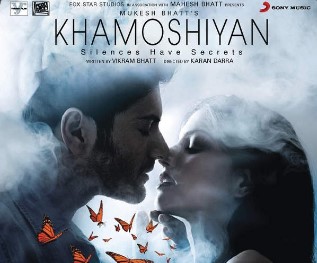 FOX STAR STUDIOS IN ASSOCIATION WITH MAHESH BHATT PRESENTS
SONY MUSIC
MUKESH BHATT'S
KHAMOSHIYAN
Silences Have Secrets
WRITTEN BY VIKRAM BHATT DIRECTED BY KARAN DARRA